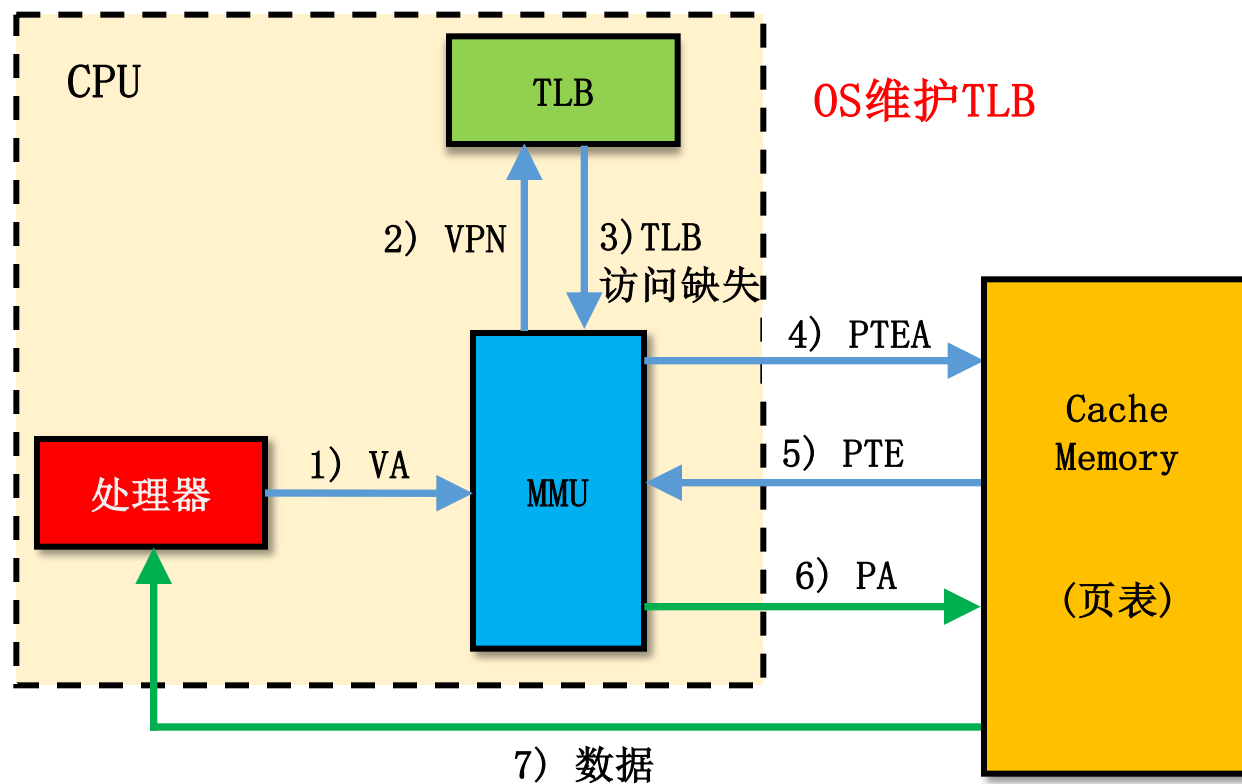 CPU
TLB
OS维护TLB
2) VPN
3)TLB
访问缺失
4) PTEA
Cache
Memory
处理器
1) VA
MMU
5) PTE
6) PA
(页表)
7) 数据